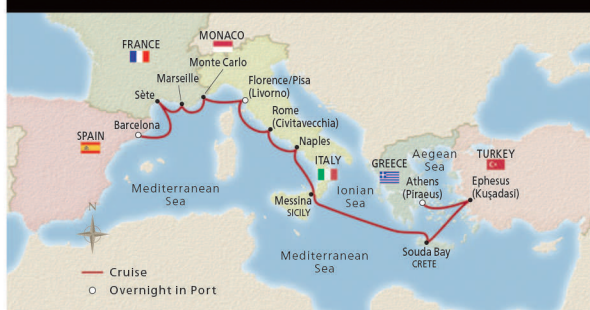 FRANCE
MONACO
Monte Carlo
Marseille
Sète
Florence/Pisa
(Livorno)
Barcelona
SPAIN
Rome
(Civitavecchia)
Naples
ITALY
GREECE
Aegean
Sea
TURKEY
Athens
(Piraeus)
Ephesus
(Kuşadasi)
Mediterranean
Sea
Messina
SICILY
Ionian
Sea
N
Mediterranean
Sea
Souda Bay
CRETE
Cruise
Overnight in Port